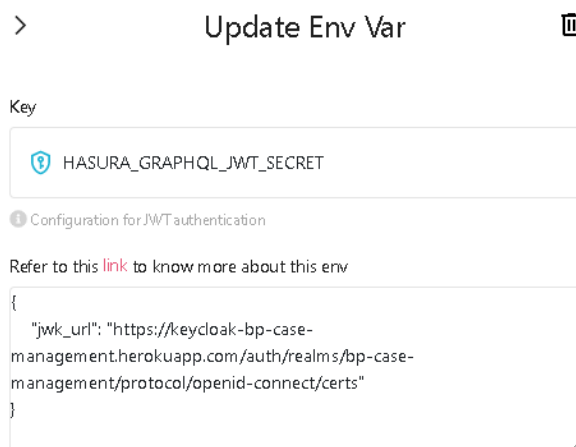 Update Env Var
Key
HASURA_GRAPHQL_JWT_SECRET
Configuration for JWT authentication
Refer to this link to know more about this env
{
"jwk_url": "https://keycloak-bp-case-
management.herokuapp.com/auth/realms/bp-case-
management/protocol/openid-connect/certs"
}